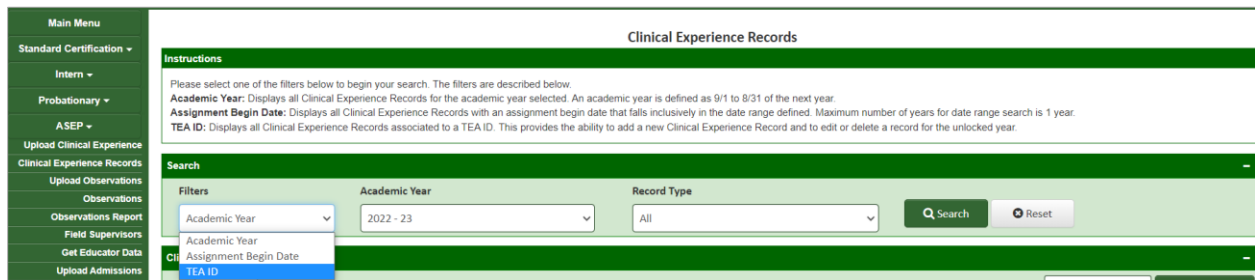 Main Menu
Standard Certification
Intern
Probationary
ASEP
Upload Clinical Experience
Clinical Experience Records
Upload Observations
Observations
Observations Report
Field Supervisors
Get Educator Data
Upload Admissions
Clinical Experience Records
Instructions
Please select one of the filters below to begin your search. The filters are described below.
Academic Year: Displays all Clinical Experience Records for the academic year selected. An academic year is defined as 9/1 to 8/31 of the next year.
Assignment Begin Date: Displays all Clinical Experience Records with an assignment begin date that falls inclusively in the date range defined. Maximum number of years for date range search is 1 year.
TEA ID: Displays all Clinical Experience Records associated to a TEA ID. This provides the ability to add a new Clinical Experience Record and to edit or delete a record for the unlocked year.
Search
Filters Academic Year Record Type
Academic Year 2022 - 23 All Search Reset
Academic Year
Assignment Begin Date
TEA ID